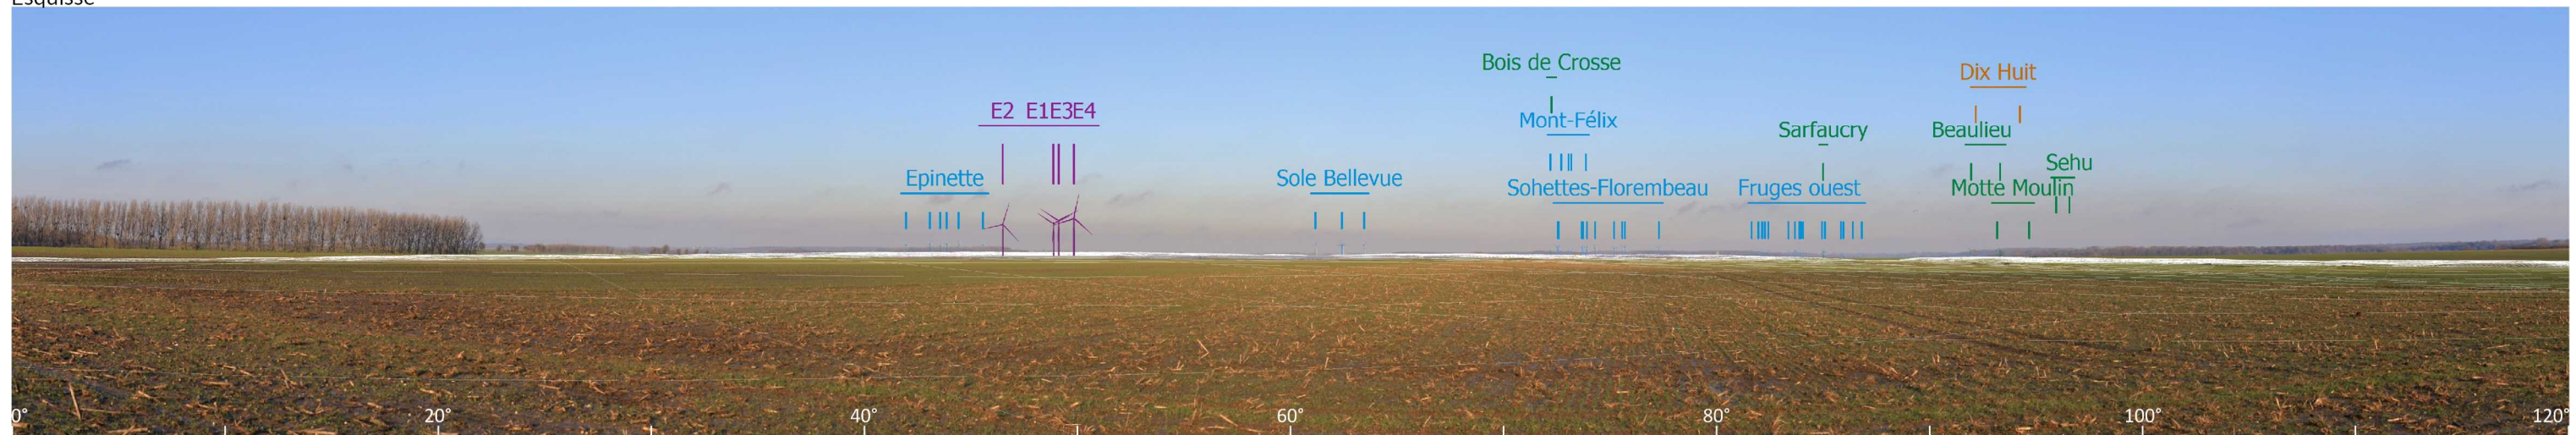 Esquisse
Bois de Crosse
Dix Huit
E2 E1E3E4
Mont-Félix
Sarfaucry
Beaulieu
Sehu
Epinette
Sole Bellevue
Sohettes-Florembeau
Fruges ouest
Motte Moulin
0°
20°
40°
60°
80°
100°
120°